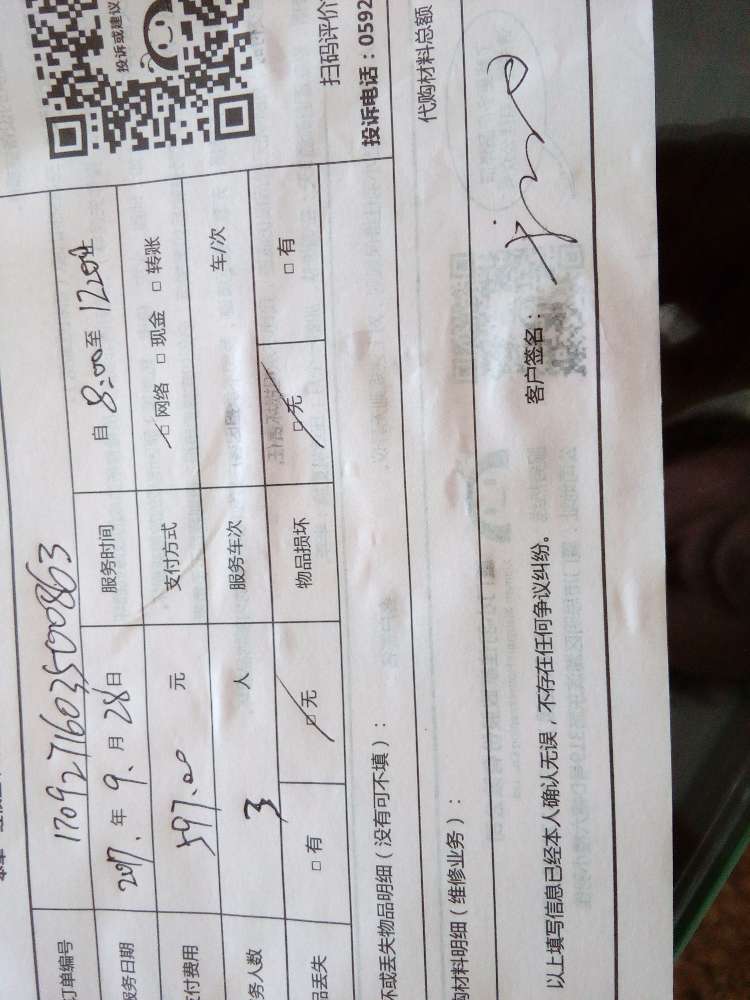 投诉或建议
扫码评价
投诉电话：0592
订单编号 1709271603500863
服务日期 2017 年 9 月 28 日 服务时间 自 8:00 至
支付费用 597.00 元 支付方式 ☑ 网络 □ 现金 □ 转账
务人数 3 人 服务车次 车/次
品丢失 □ 有 ☑ 无 物品损坏 ☑ 无 □ 有
坏或丢失物品明细（没有可不填）：
购材料明细（维修业务）： 代购材料总额
以上填写信息已经本人确认无误，不存在任何争议纠纷。 客户签名：